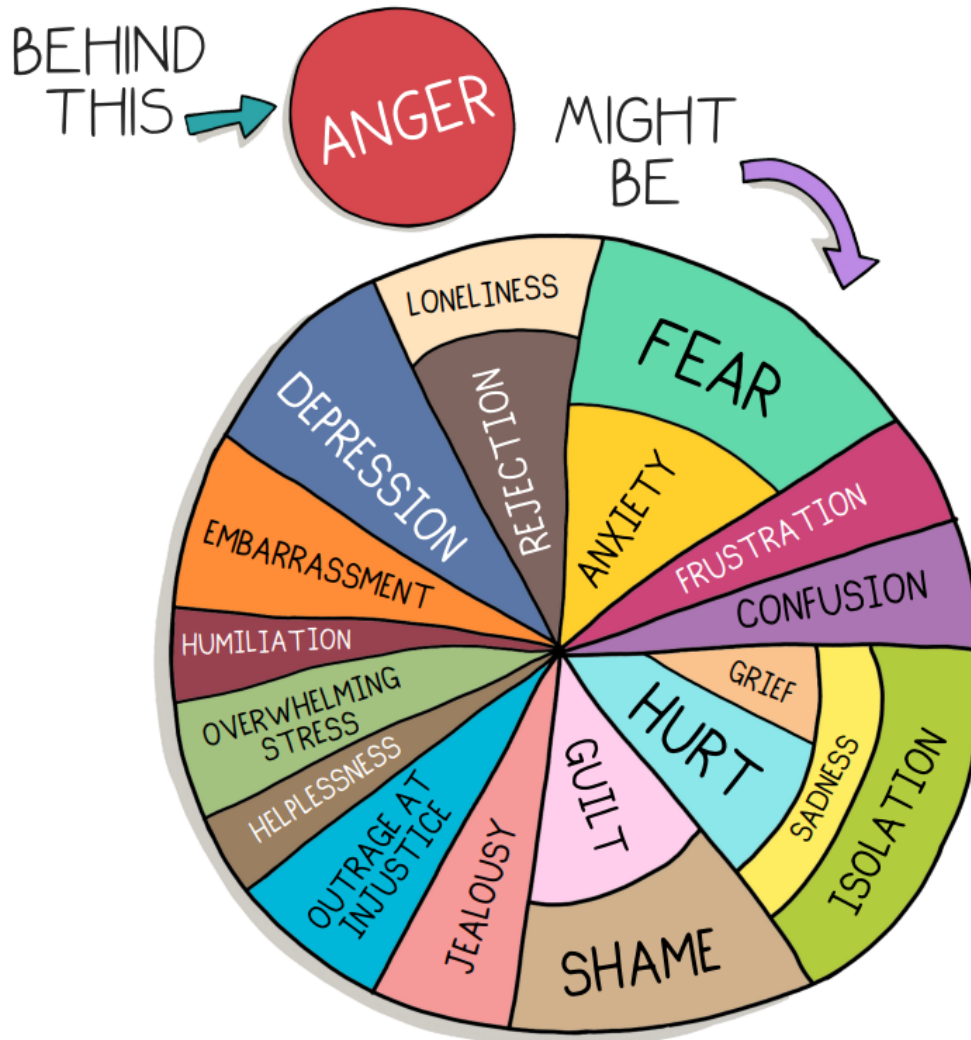 BEHIND
THIS
ANGER
MIGHT
BE
LONELINESS
REJECTION
FEAR
ANXIETY
FRUSTRATION
CONFUSION
GRIEF
HURT
SADNESS
ISOLATION
GUILT
SHAME
JEALOUSY
OUTRAGE AT
INJUSTICE
HELPLESSNESS
OVERWHELMING
STRESS
HUMILIATION
EMBARRASSMENT
DEPRESSION